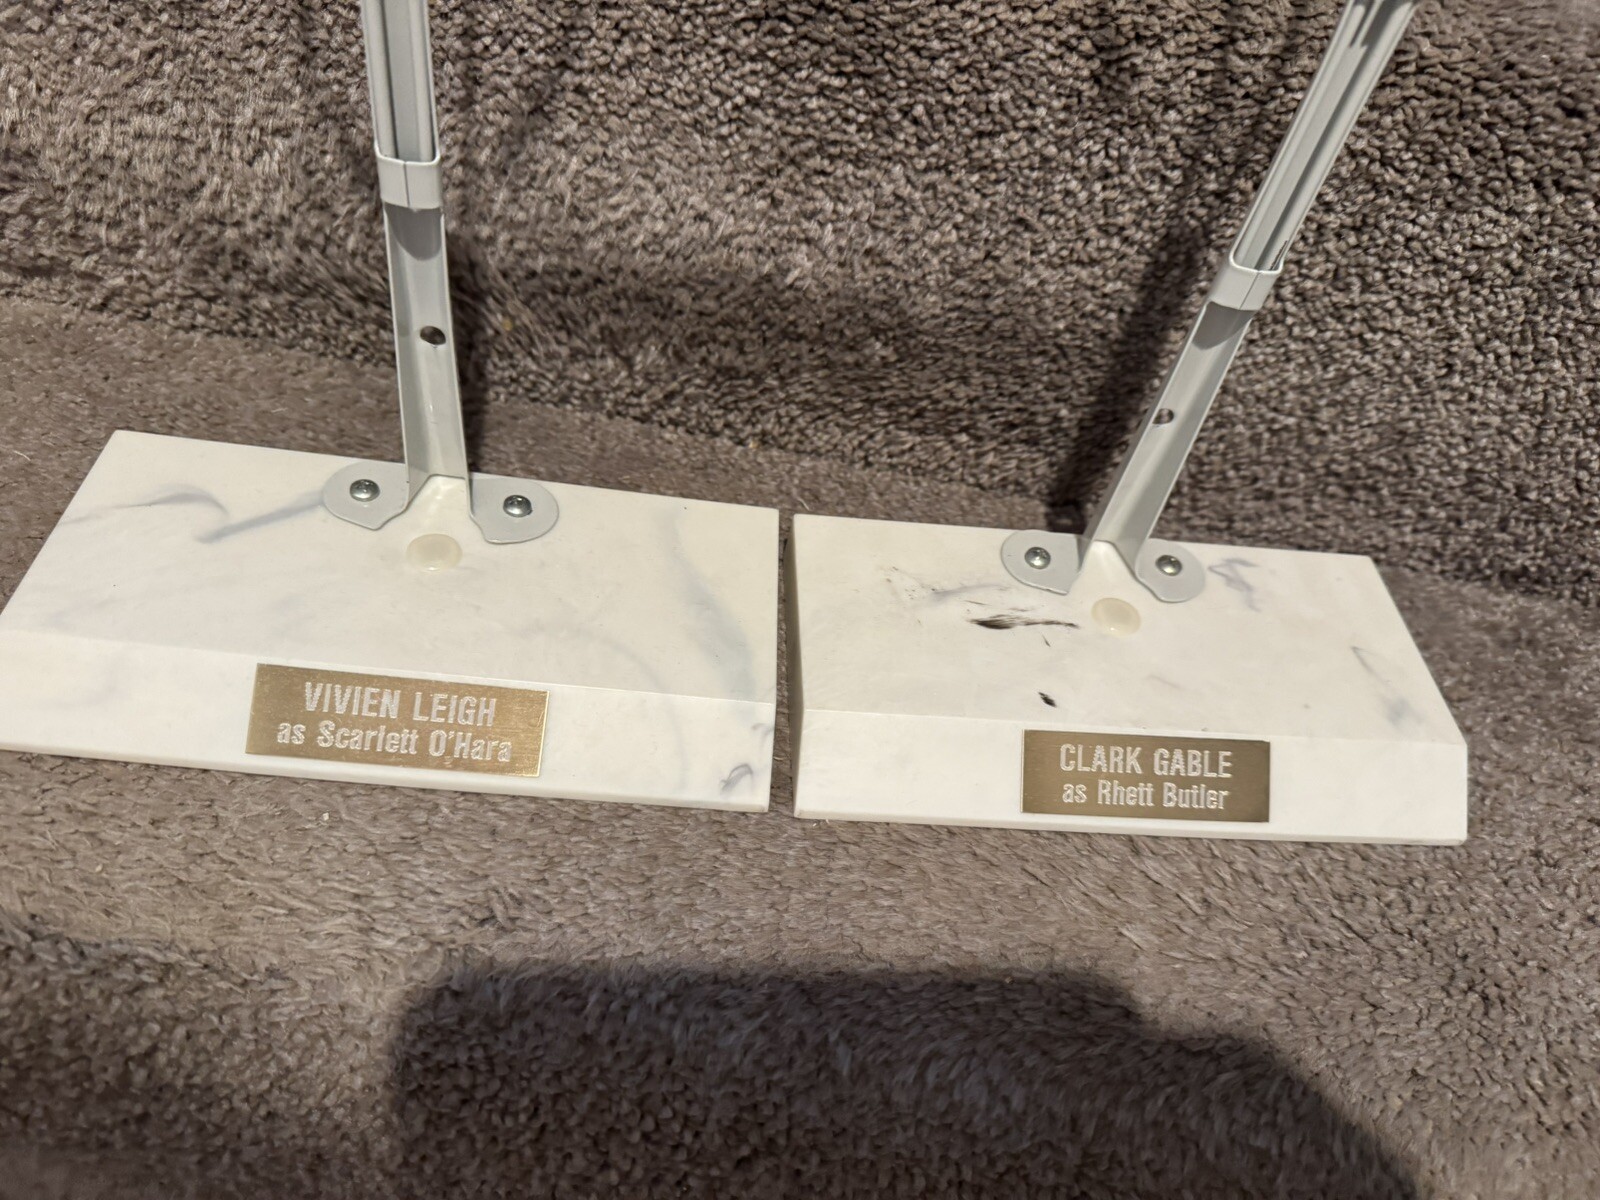 VIVIEN LEIGH
as Scarlett O'Hara
CLARK GABLE
as Rhett Butler